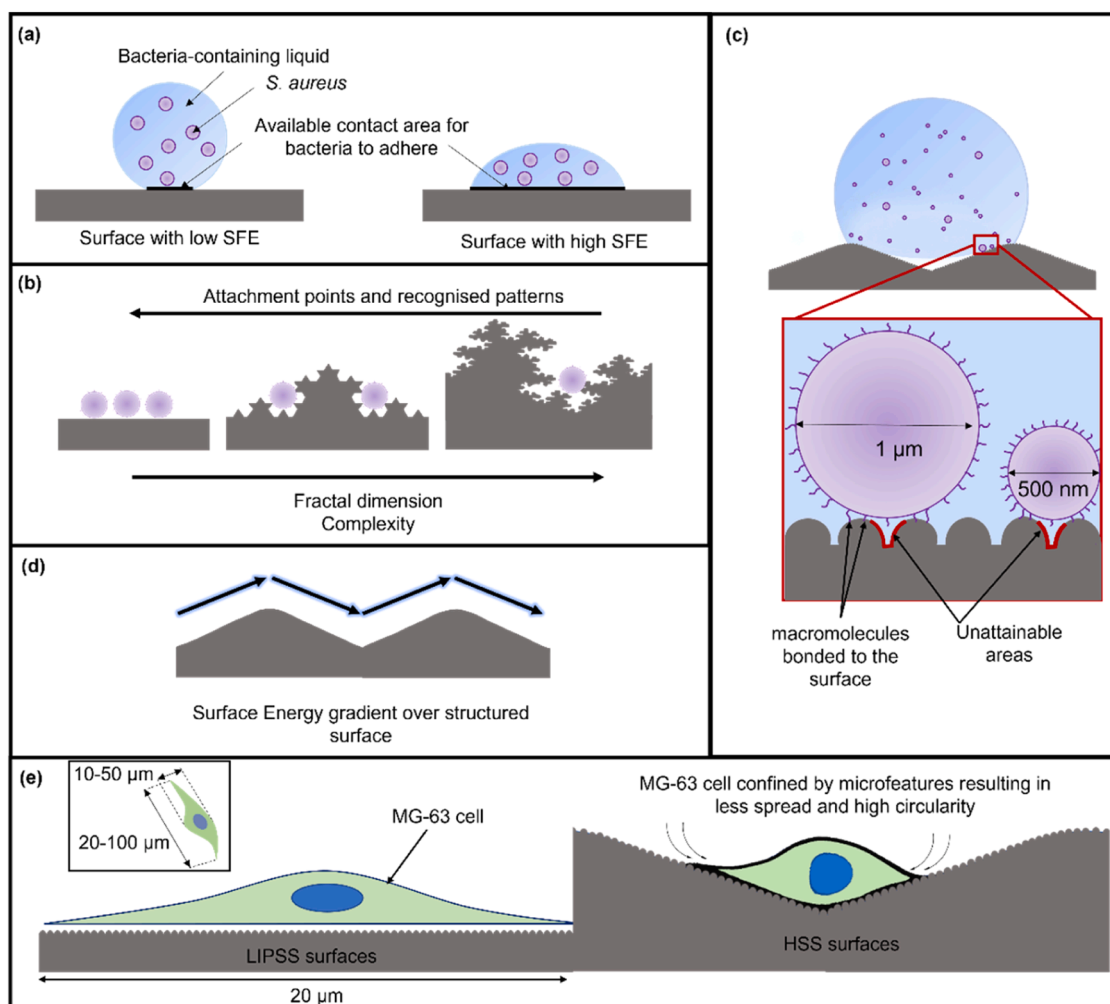 (a)
Bacteria-containing liquid
S. aureus
Available contact area for
bacteria to adhere
Surface with low SFE
Surface with high SFE
(b)
Attachment points and recognised patterns
Fractal dimension
Complexity
(c)
1 μm
500 nm
macromolecules
bonded to the
surface
Unattainable
areas
(d)
Surface Energy gradient over structured
surface
(e)
10-50 μm
20-100 μm
MG-63 cell
MG-63 cell confined by microfeatures resulting in
less spread and high circularity
LIPSS surfaces
HSS surfaces
20 μm